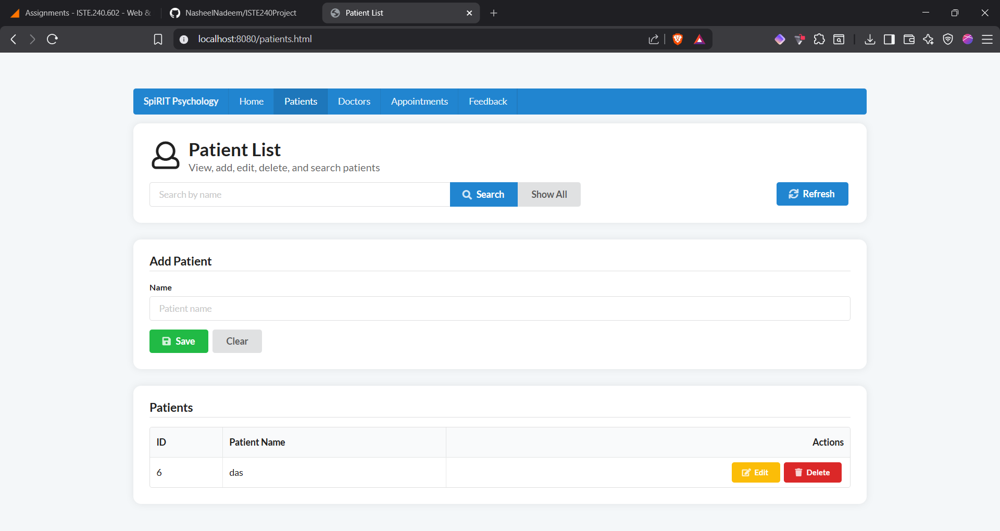 Assignments - ISTE.240.602 - Web &
NasheelNadeem/ISTE240Project
Patient List
localhost:8080/patients.html
SpiRIT Psychology Home Patients Doctors Appointments Feedback
Patient List
View, add, edit, delete, and search patients
Search by name Search Show All Refresh
Add Patient
Name
Patient name
Save Clear
Patients
ID Patient Name Actions
6 das Edit Delete